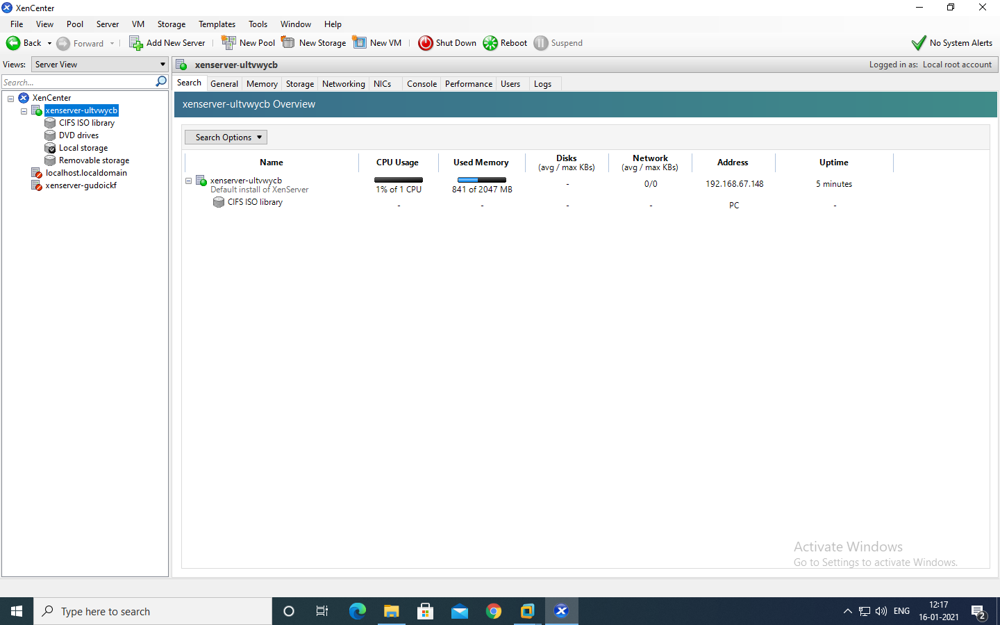 XenCenter
File View Pool Server VM Storage Templates Tools Window Help
Back Forward Add New Server New Pool New Storage New VM Shut Down Reboot Suspend No System Alerts
Views: Server View
Search...
XenCenter
xenserver-ultvwycb
CIFS ISO library
DVD drives
Local storage
Removable storage
localhost.localdomain
xenserver-gudoickf
xenserver-ultvwycb Logged in as: Local root account
Search General Memory Storage Networking NICs Console Performance Users Logs
xenserver-ultvwycb Overview
Search Options
Name CPU Usage Used Memory Disks (avg / max KBs) Network (avg / max KBs) Address Uptime
xenserver-ultvwycb
Default install of XenServer
1% of 1 CPU 841 of 2047 MB - 0/0 192.168.67.148 5 minutes
CIFS ISO library - - - - PC -
Activate Windows
Go to Settings to activate Windows.
Type here to search
ENG
12:17
16-01-2021
2